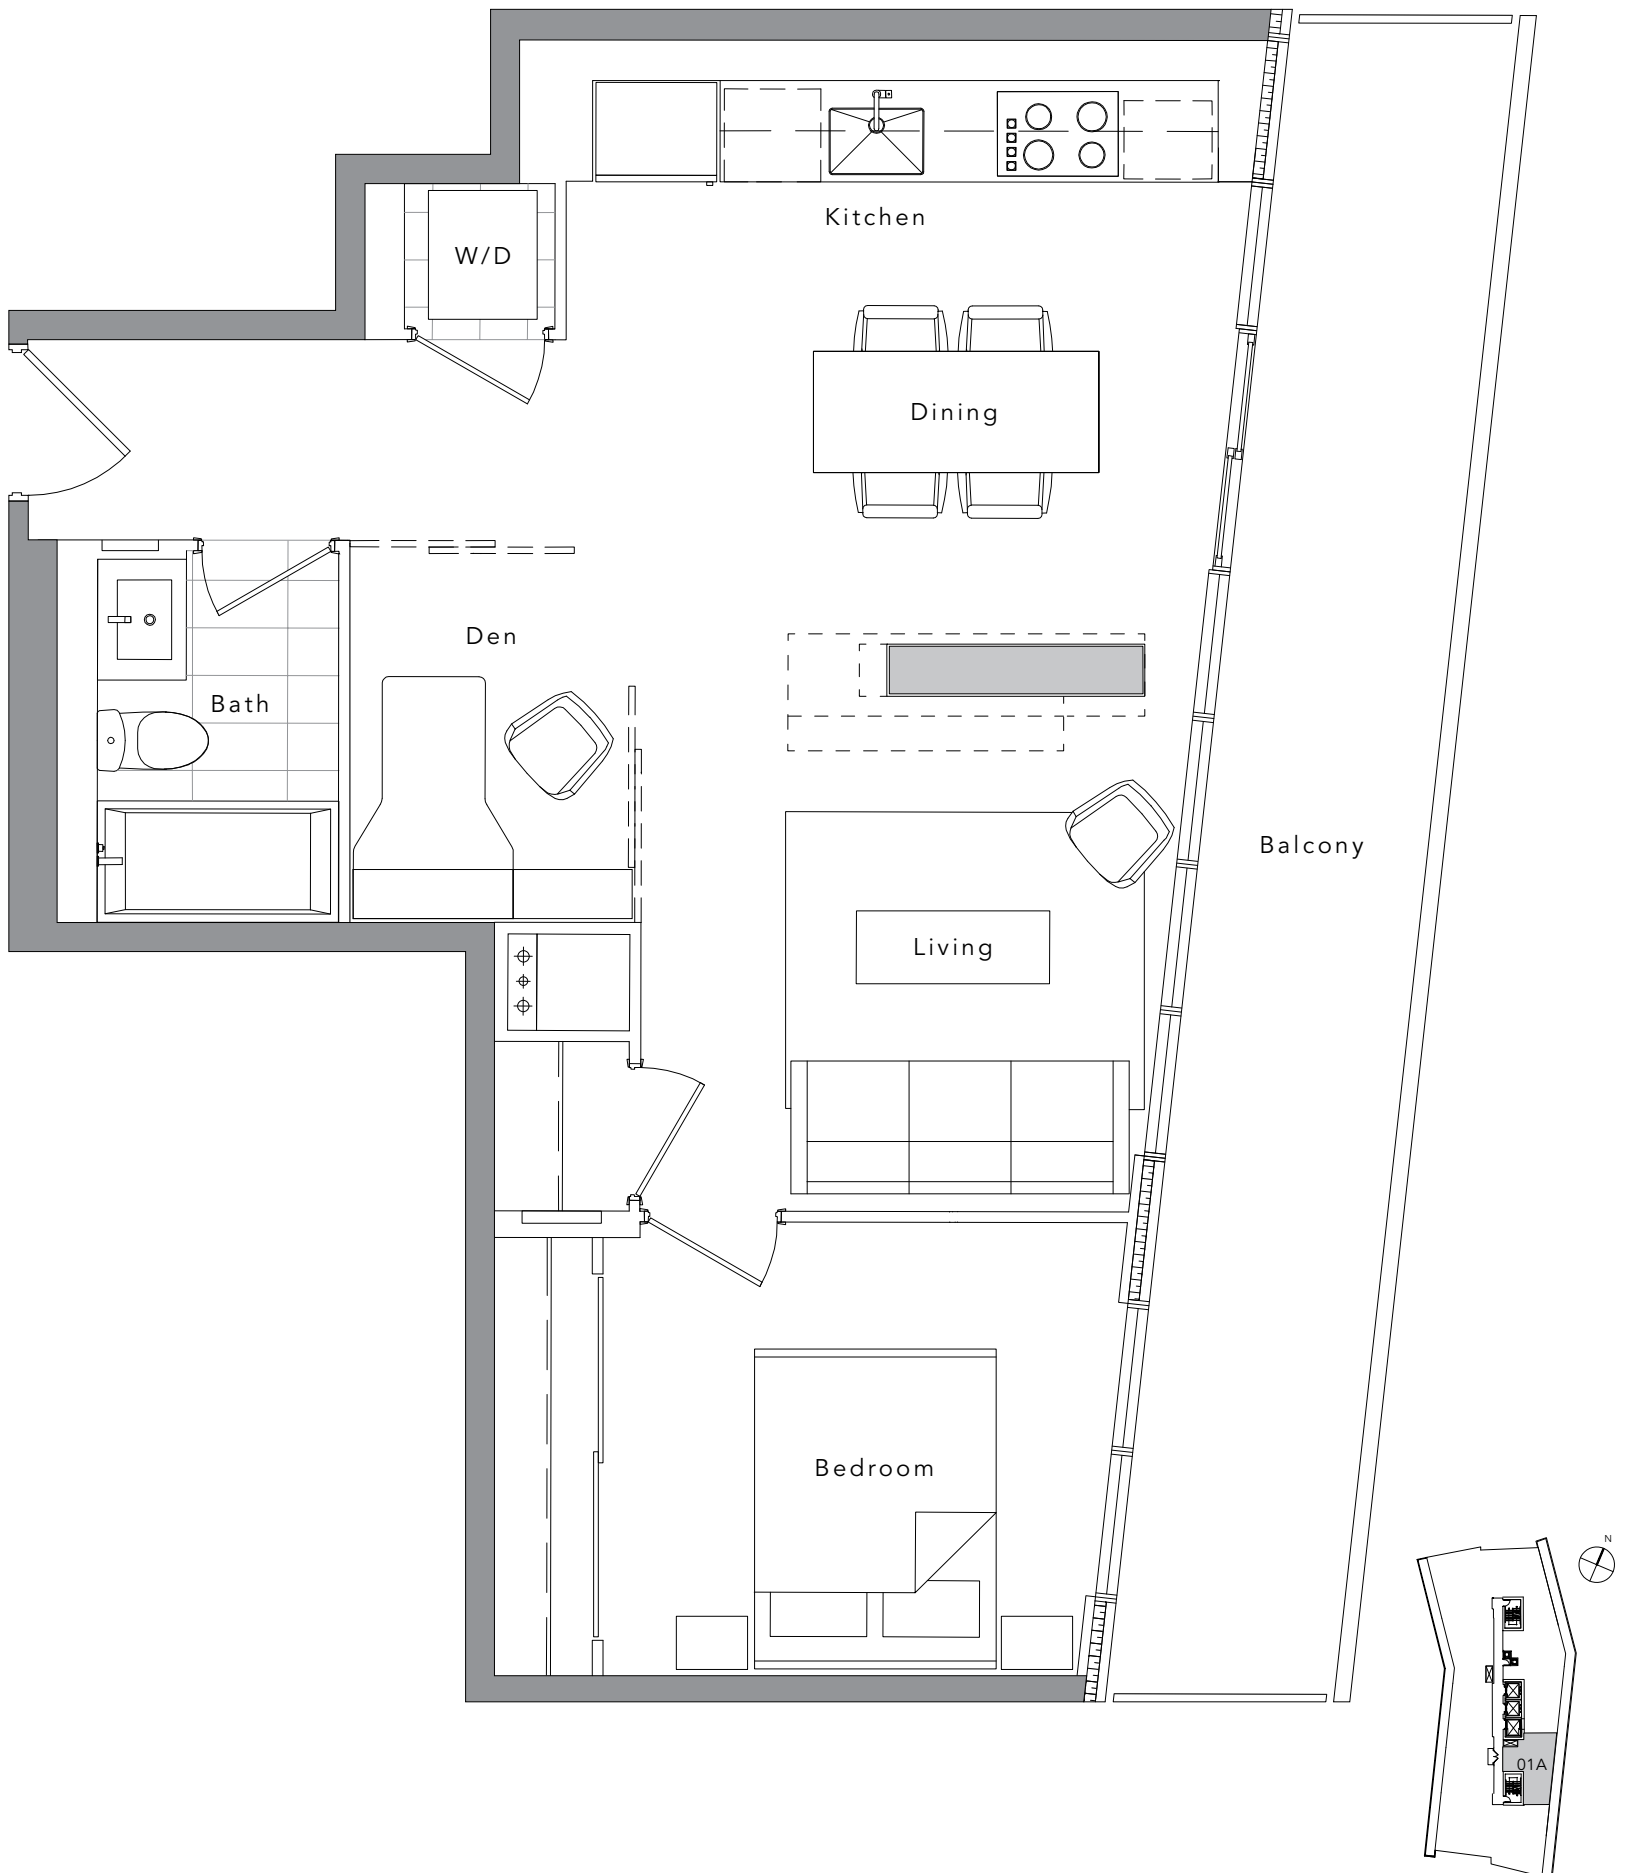 Kitchen
W/D
Dining
Den
Bath
Balcony
Living
Bedroom
N
01A